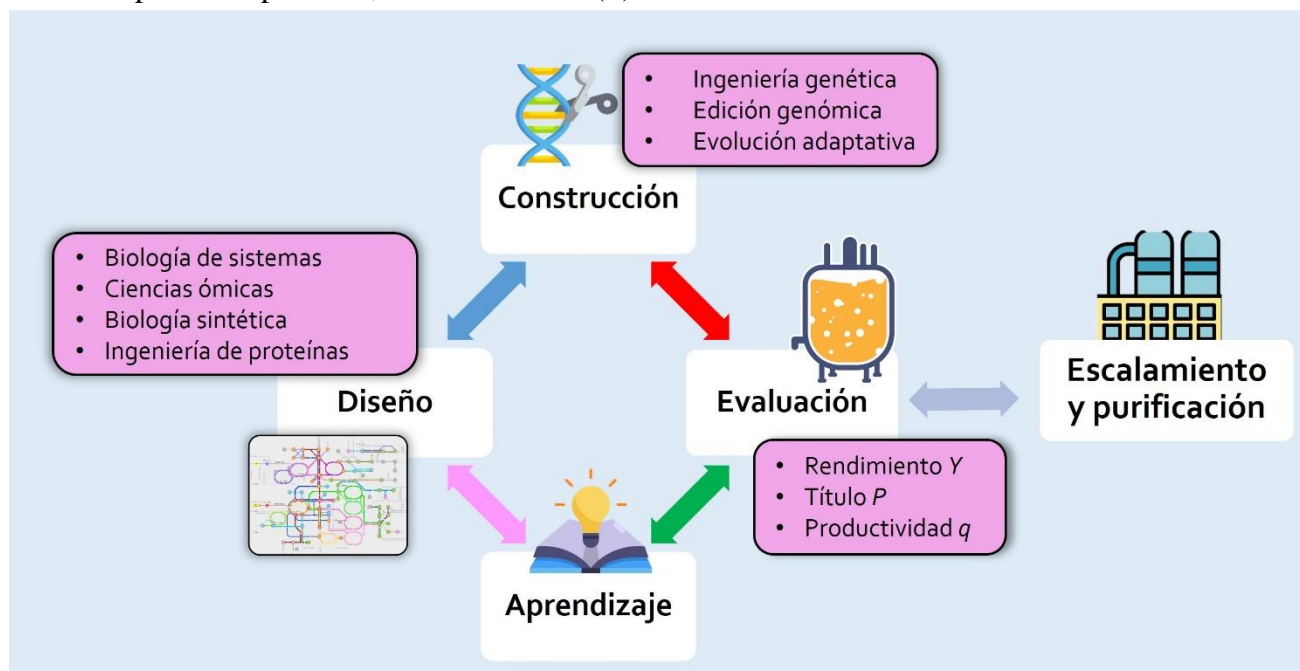 • Ingeniería genética
• Edición genómica
• Evolución adaptativa
Construcción
• Biología de sistemas
• Ciencias ómicas
• Biología sintética
• Ingeniería de proteínas
Diseño
Evaluación
Escalamiento
y purificación
• Rendimiento Y
• Título P
• Productividad q
Aprendizaje